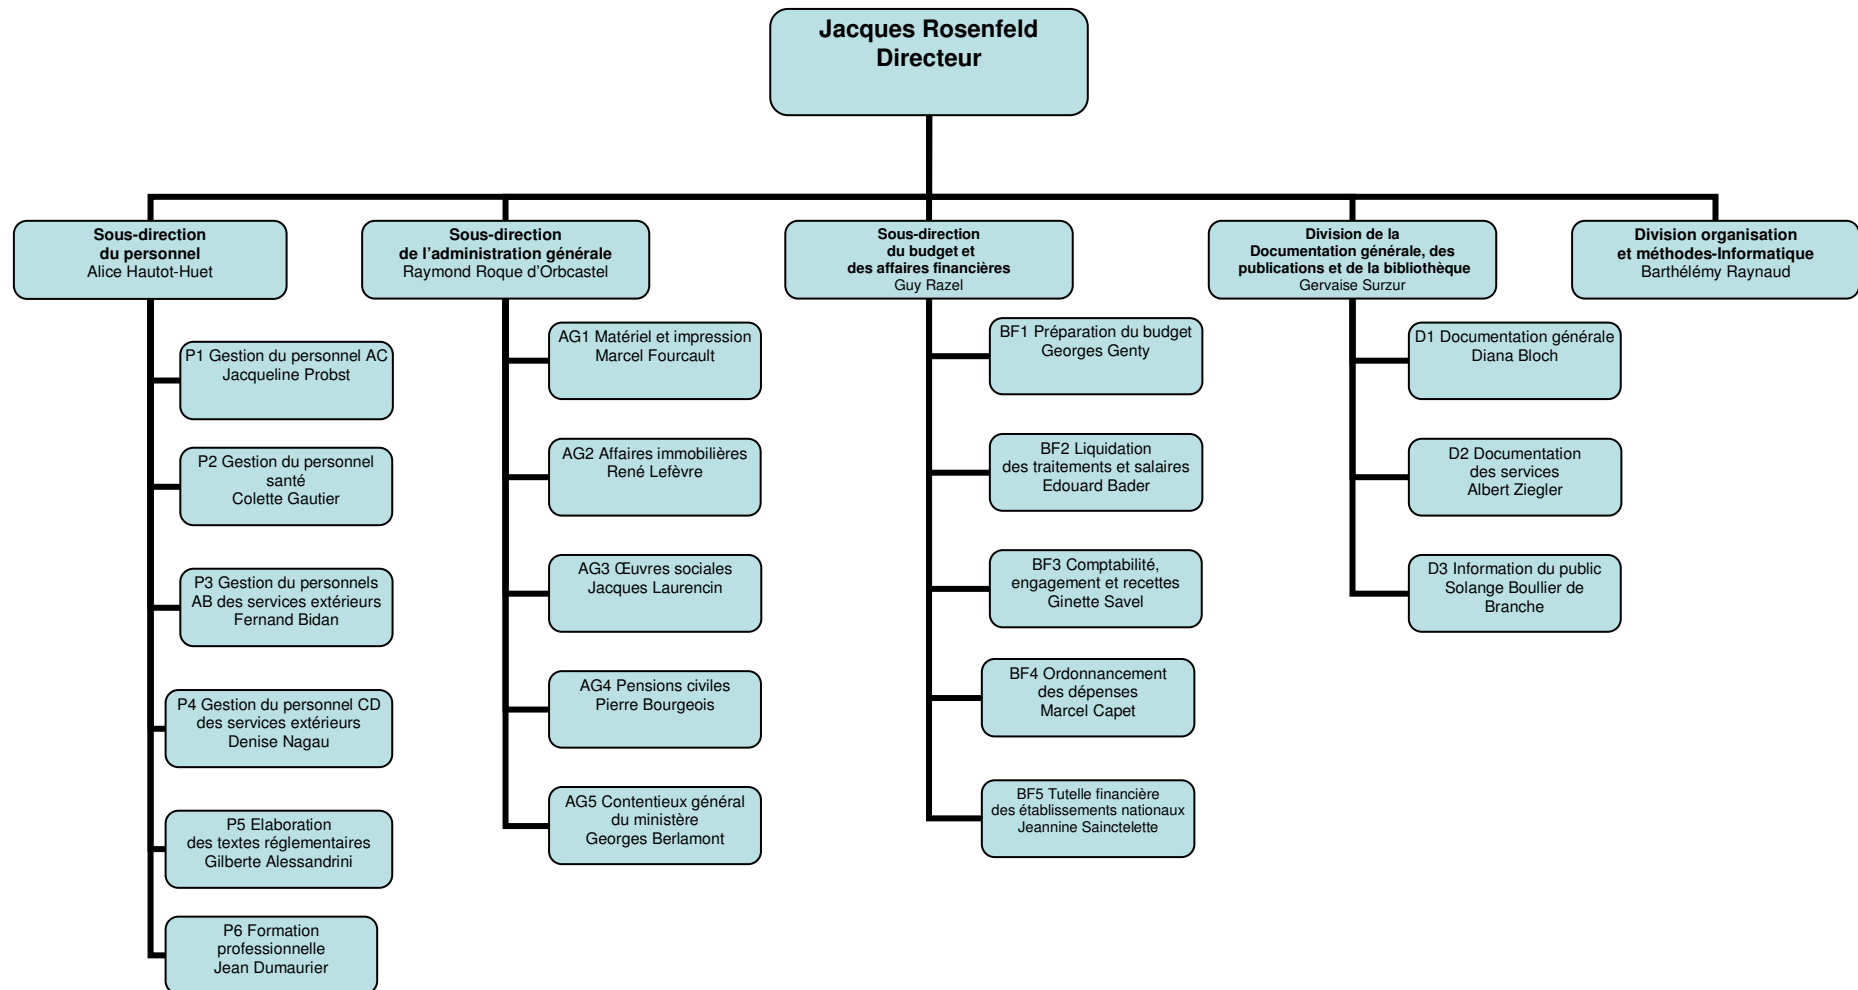 Jacques Rosenfeld
Directeur
Sous-direction
du personnel
Alice Hautot-Huet
Sous-direction
de l'administration générale
Raymond Roque d'Orbcastel
Sous-direction
du budget et
des affaires financières
Guy Razel
Division de la
Documentation générale, des
publications et de la bibliothèque
Gervaise Surzur
Division organisation
et méthodes-Informatique
Barthélémy Raynaud
P1 Gestion du personnel AC
Jacqueline Probst
P2 Gestion du personnel
santé
Colette Gautier
P3 Gestion du personnels
AB des services extérieurs
Fernand Bidan
P4 Gestion du personnel CD
des services extérieurs
Denise Nagau
P5 Elaboration
des textes réglementaires
Gilberte Alessandrini
P6 Formation
professionnelle
Jean Dumaurier
AG1 Matériel et impression
Marcel Fourcault
AG2 Affaires immobilières
René Lefèvre
AG3 Œuvres sociales
Jacques Laurencin
AG4 Pensions civiles
Pierre Bourgeois
AG5 Contentieux général
du ministère
Georges Berlamont
BF1 Préparation du budget
Georges Genty
BF2 Liquidation
des traitements et salaires
Edouard Bader
BF3 Comptabilité,
engagement et recettes
Ginette Savel
BF4 Ordonnancement
des dépenses
Marcel Capet
BF5 Tutelle financière
des établissements nationaux
Jeannine Sainctelette
D1 Documentation générale
Diana Bloch
D2 Documentation
des services
Albert Ziegler
D3 Information du public
Solange Boullier de
Branche